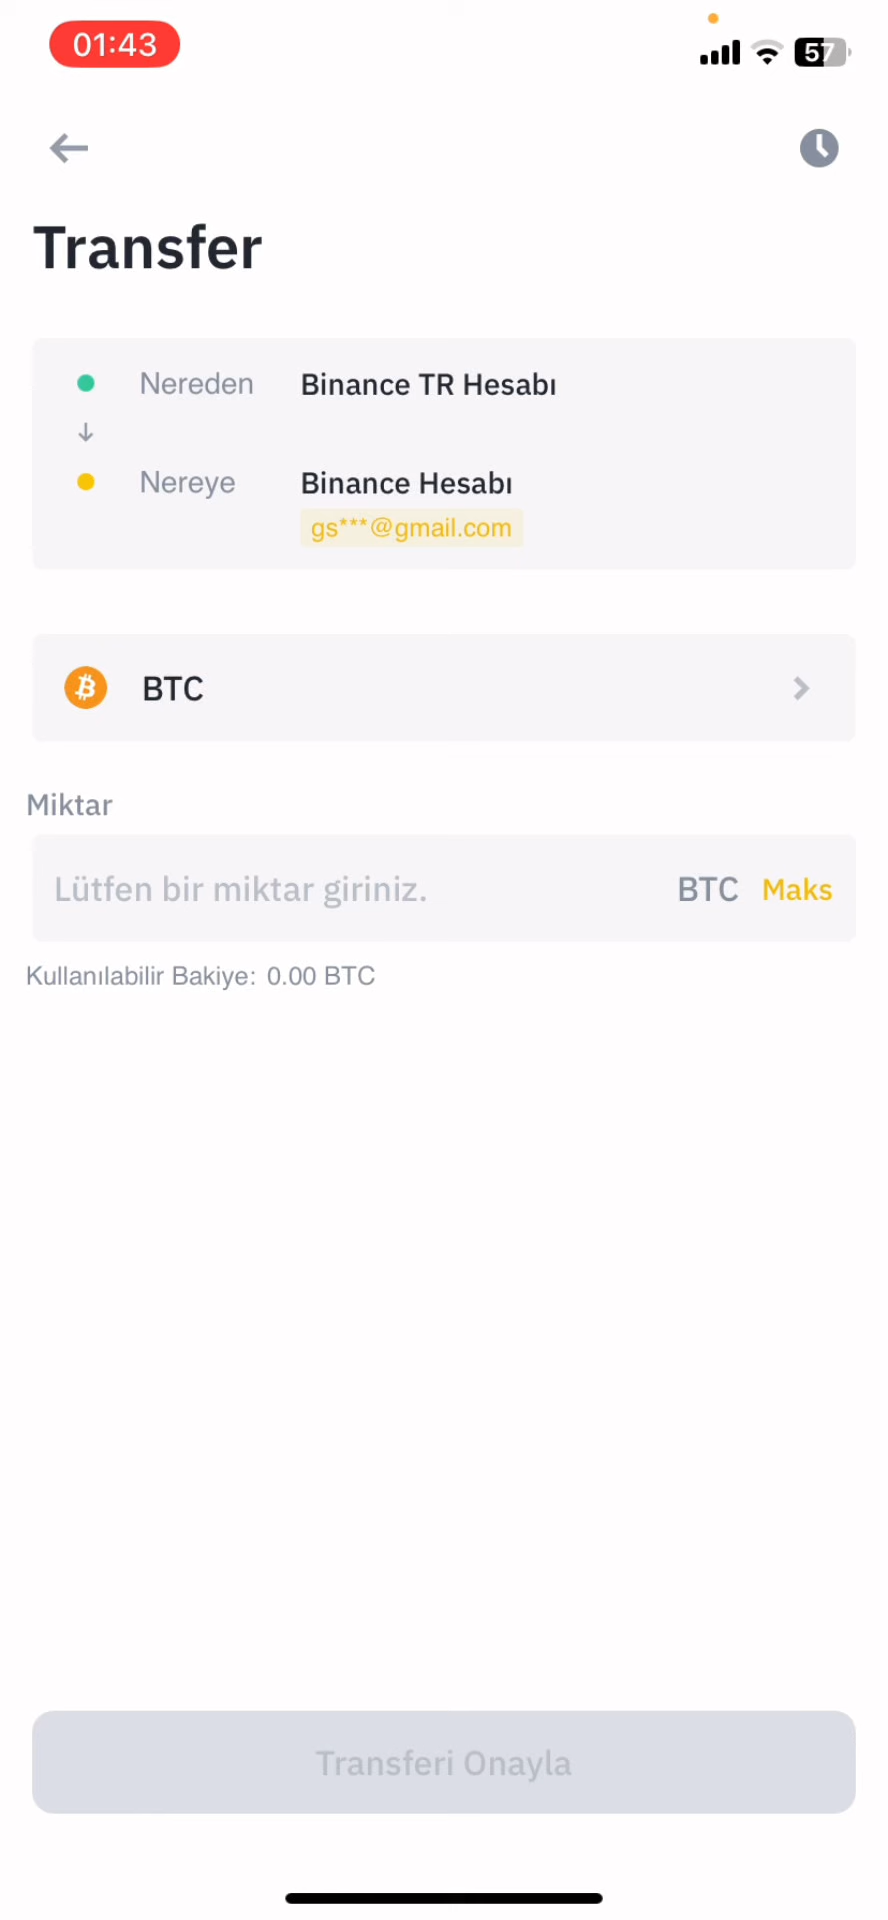 01:43
57
Transfer
Nereden Binance TR Hesabı
Nereye Binance Hesabı
gs***@gmail.com
BTC
Miktar
Lütfen bir miktar giriniz. BTC Maks
Kullanılabilir Bakiye: 0.00 BTC
Transferi Onayla